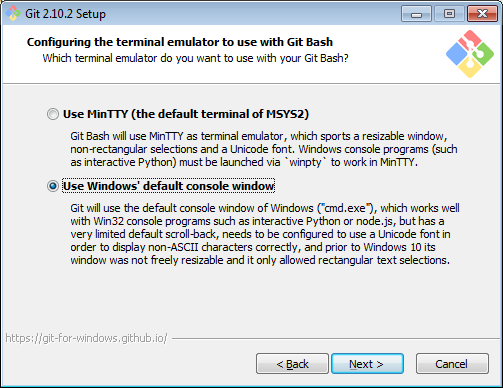 Git 2.10.2 Setup
Configuring the terminal emulator to use with Git Bash
Which terminal emulator do you want to use with your Git Bash?
Use MinTTY (the default terminal of MSYS2)
Git Bash will use MinTTY as terminal emulator, which sports a resizable window,
non-rectangular selections and a Unicode font. Windows console programs (such
as interactive Python) must be launched via `winpty` to work in MinTTY.
Use Windows' default console window
Git will use the default console window of Windows ("cmd.exe"), which works well
with Win32 console programs such as interactive Python or node.js, but has a
very limited default scroll-back, needs to be configured to use a Unicode font in
order to display non-ASCII characters correctly, and prior to Windows 10 its
window was not freely resizable and it only allowed rectangular text selections.
https://git-for-windows.github.io/
< Back Next > Cancel